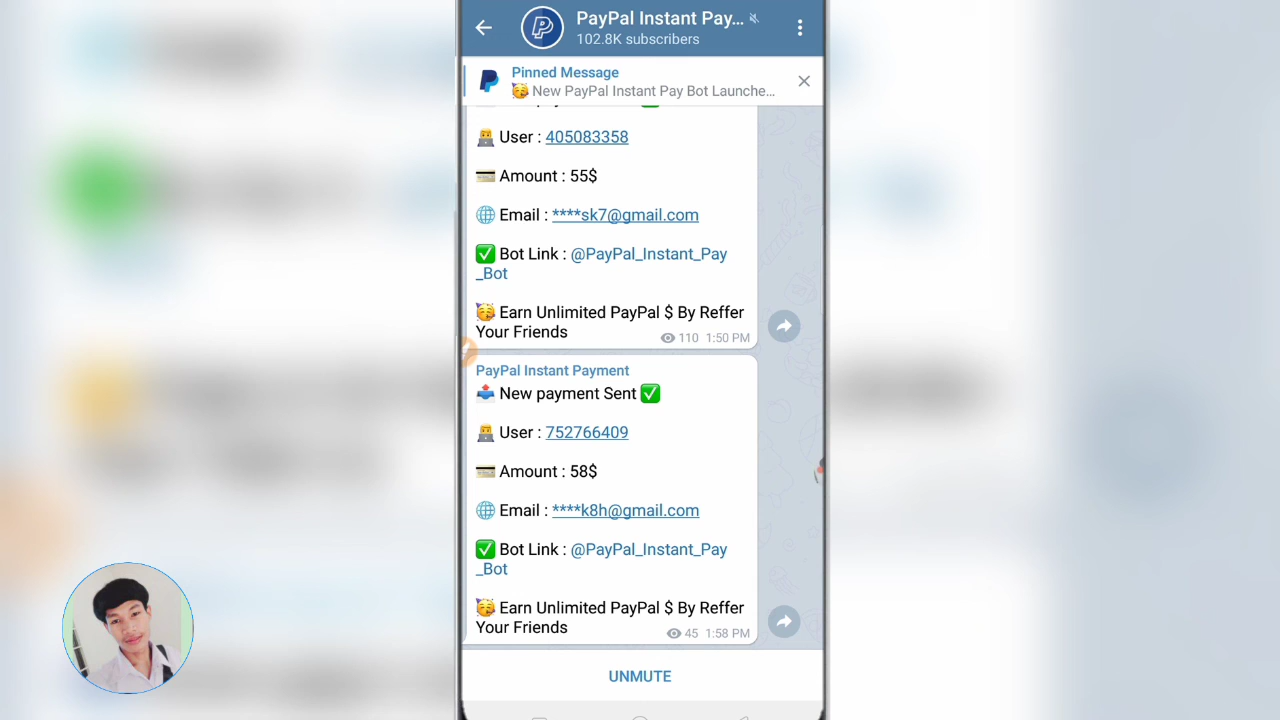 PayPal Instant Pay...
102.8K subscribers
Pinned Message
🥳 New PayPal Instant Pay Bot Launche...
👨‍💻 User : 405083358
💳 Amount : 55$
🌐 Email : ****sk7@gmail.com
✅ Bot Link : @PayPal_Instant_Pay
_Bot
🥳 Earn Unlimited PayPal $ By Reffer
Your Friends
110 1:50 PM
PayPal Instant Payment
📤 New payment Sent ✅
👨‍💻 User : 752766409
💳 Amount : 58$
🌐 Email : ****k8h@gmail.com
✅ Bot Link : @PayPal_Instant_Pay
_Bot
🥳 Earn Unlimited PayPal $ By Reffer
Your Friends
45 1:58 PM
UNMUTE